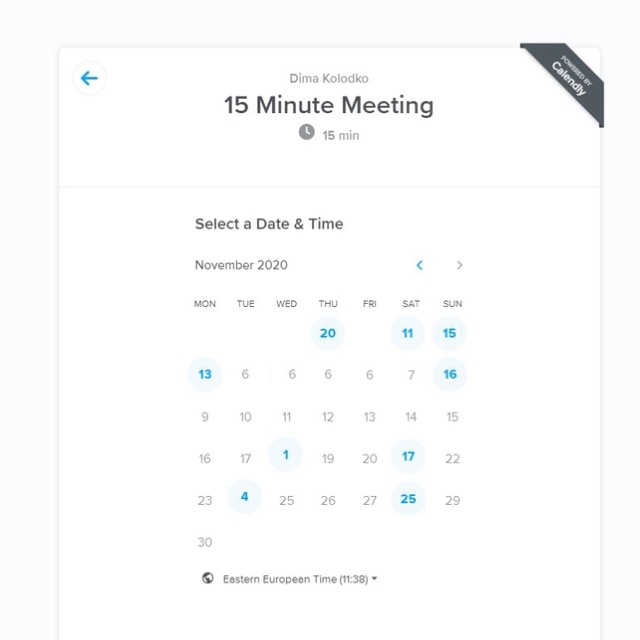 POWERED BY
Calendly
Dima Kolodko
15 Minute Meeting
15 min
Select a Date & Time
November 2020
MON TUE WED THU FRI SAT SUN
20 11 15
13 6 6 6 6 7 16
9 10 11 12 13 14 15
16 17 1 19 20 17 22
23 4 25 26 27 25 29
30
Eastern European Time (11:38)